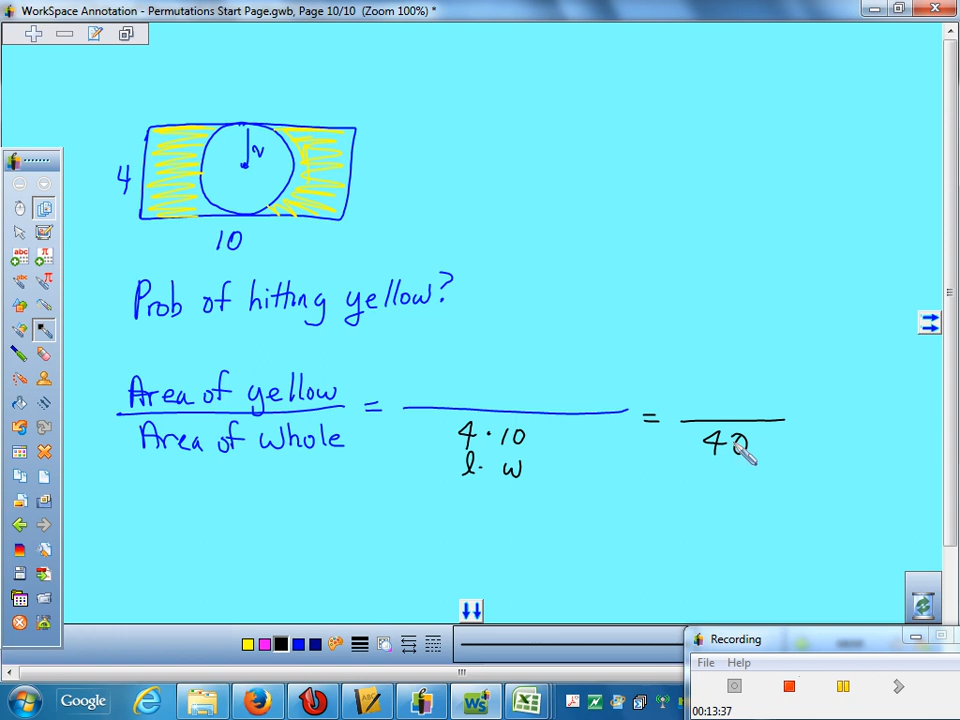 WorkSpace Annotation - Permutations Start Page.gwb, Page 10/10 (Zoom 100%) *
2
4
10
Prob of hitting yellow?
Area of yellow
Area of whole
=
4 · 10
l · w
=
40
Recording
File Help
00:13:37
Google